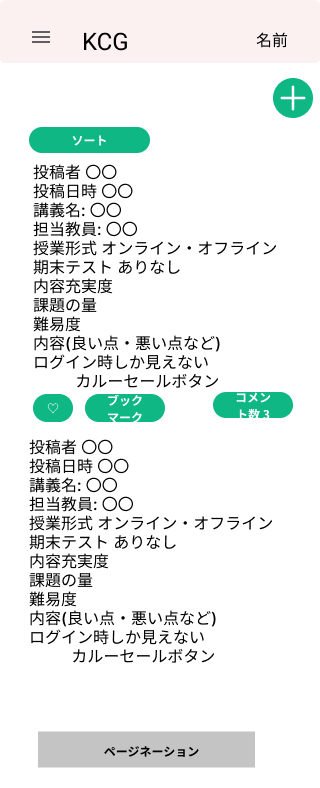 KCG
名前
ソート
投稿者 〇〇
投稿日時 〇〇
講義名: 〇〇
担当教員: 〇〇
授業形式 オンライン・オフライン
期末テスト ありなし
内容充実度
課題の量
難易度
内容(良い点・悪い点など)
ログイン時しか見えない
カルーセールボタン
♡
ブック
マーク
コメン
ト数 3
投稿者 〇〇
投稿日時 〇〇
講義名: 〇〇
担当教員: 〇〇
授業形式 オンライン・オフライン
期末テスト ありなし
内容充実度
課題の量
難易度
内容(良い点・悪い点など)
ログイン時しか見えない
カルーセールボタン
ページネーション